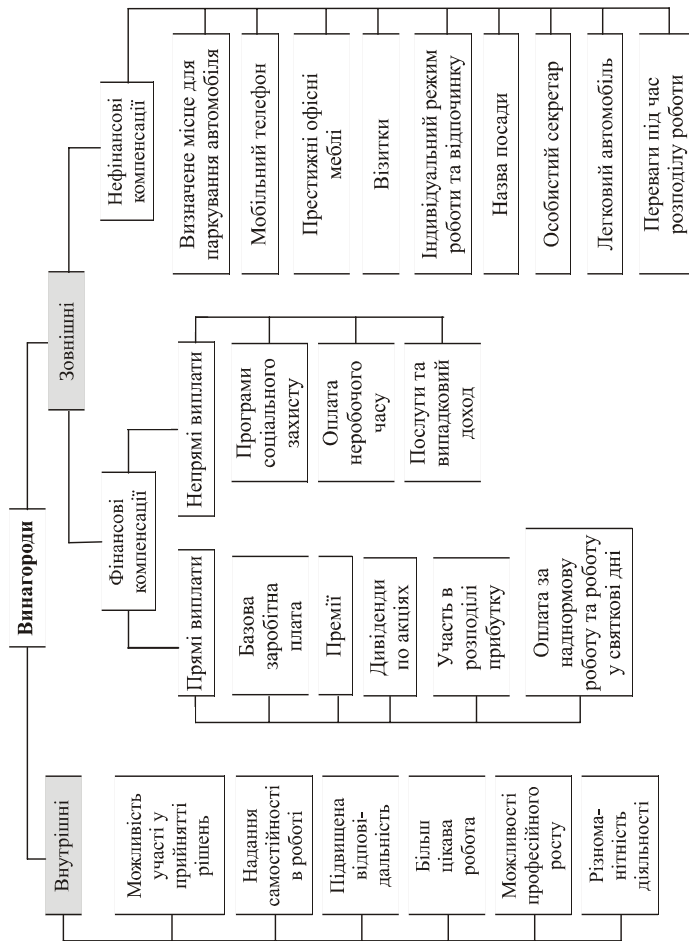 Винагороди
Внутрішні
Можливість
участі у
прийнятті
рішень
Надання
самостійності
в роботі
Підвищена
відпові-
дальність
Більш
цікава
робота
Можливості
професійного
росту
Різнома-
нітність
діяльності
Зовнішні
Фінансові
компенсації
Прямі виплати
Базова
заробітна
плата
Премії
Дивіденди
по акціях
Участь в
розподілі
прибутку
Оплата за
наднормову
роботу та роботу
у святкові дні
Непрямі виплати
Програми
соціального
захисту
Оплата
неробочого
часу
Послуги та
випадковий
доход
Нефінансові
компенсації
Визначене місце для
паркування автомобіля
Мобільний телефон
Престижні офісні
меблі
Візитки
Індивідуальний режим
роботи та відпочинку
Назва посади
Особистий секретар
Легковий автомобіль
Переваги під час
розподілу роботи